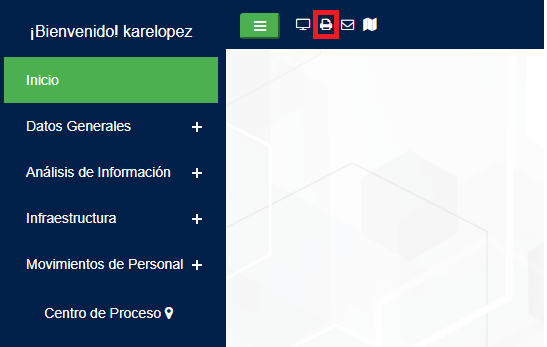 ¡Bienvenido! karelopez
Inicio
Datos Generales
Análisis de Información
Infraestructura
Movimientos de Personal
Centro de Proceso